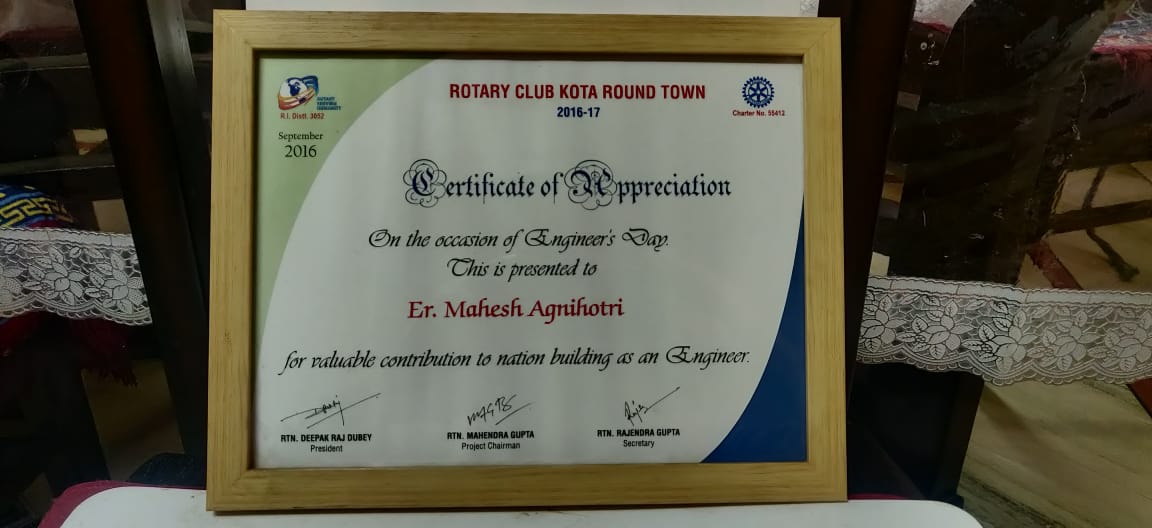 ROTARY CLUB KOTA ROUND TOWN
2016-17
ROTARY
SERVING
HUMANITY
R.I. Distt. 3052
Charter No. 55412
September
2016
Certificate of Appreciation
On the occasion of Engineer's Day.
This is presented to
Er. Mahesh Agnihotri
for valuable contribution to nation building as an Engineer.
RTN. DEEPAK RAJ DUBEY
President
RTN. MAHENDRA GUPTA
Project Chairman
RTN. RAJENDRA GUPTA
Secretary